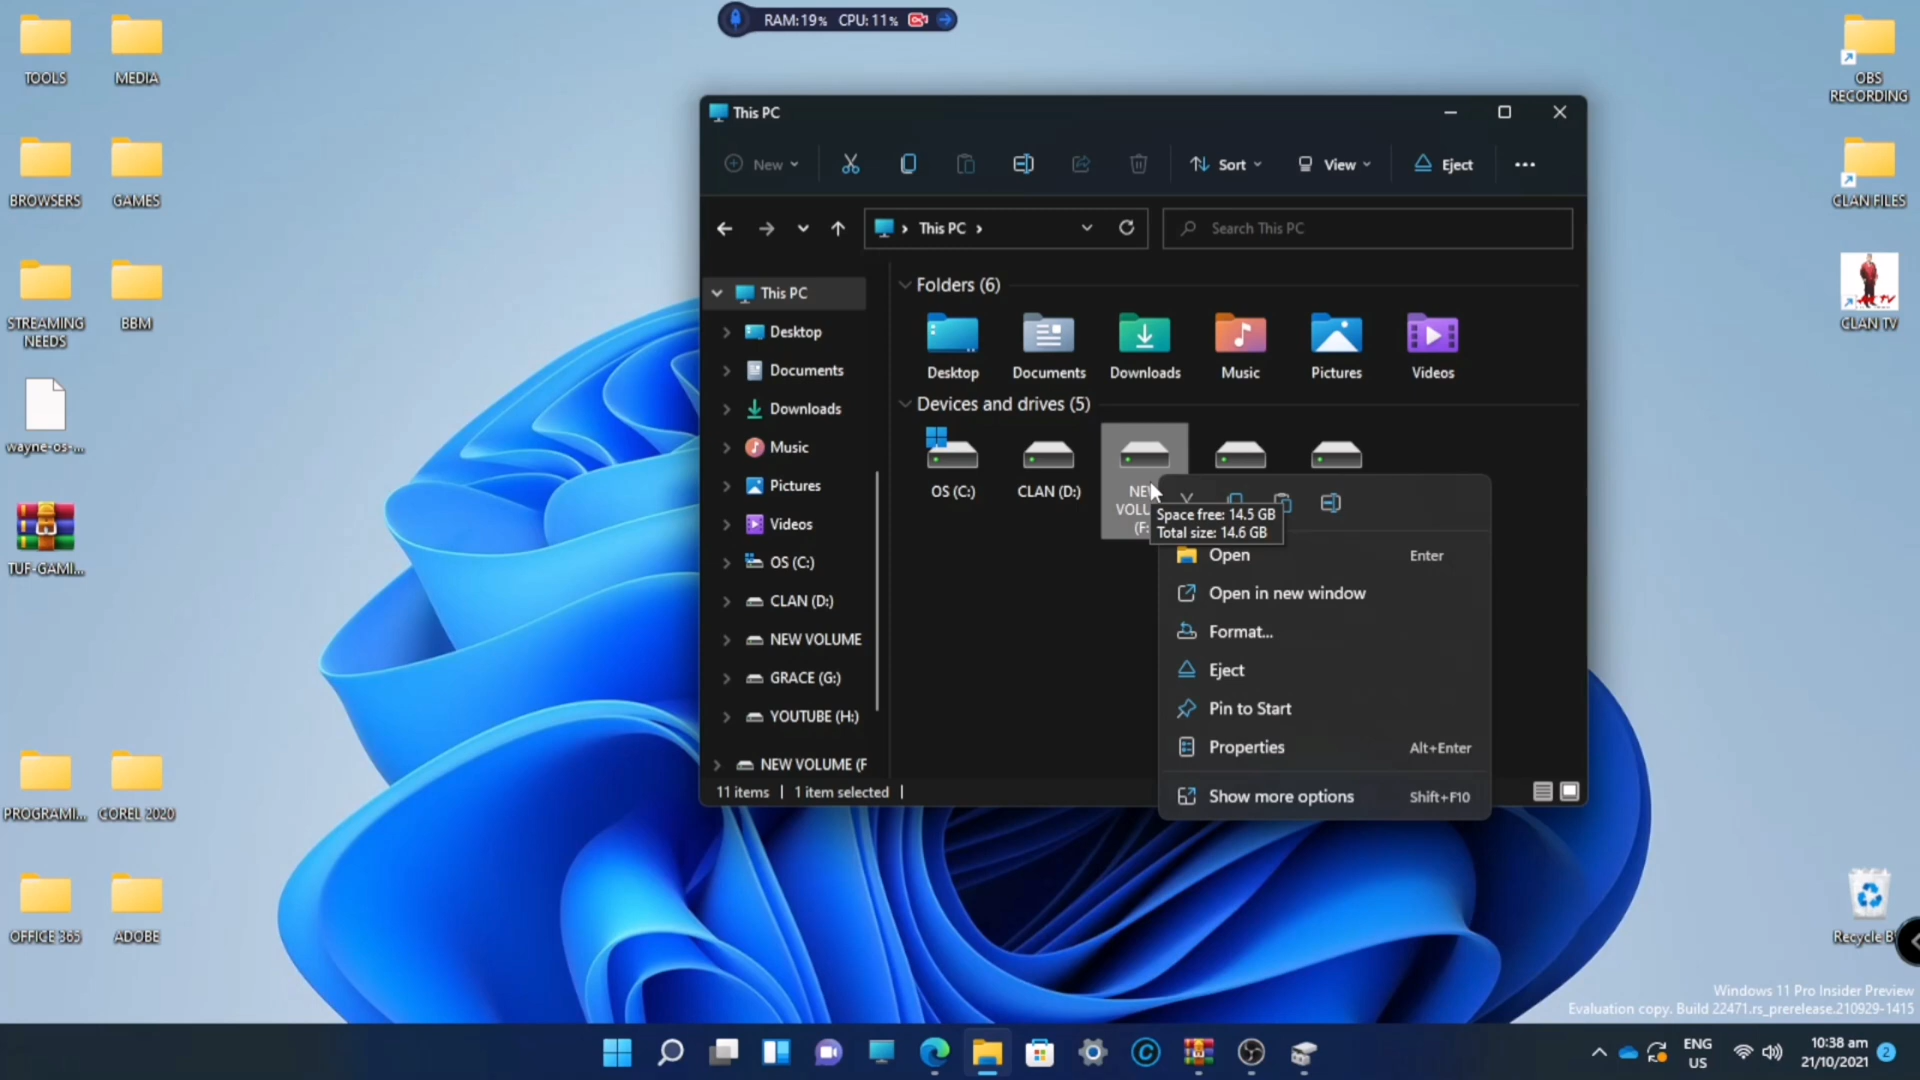 TOOLS
MEDIA
BROWSERS
GAMES
STREAMING
NEEDS
BBM
wayne-os-...
TUF-GAMI...
PROGRAMI...
COREL 2020
OFFICE 365
ADOBE
RAM:19% CPU:11%
This PC
New
Sort
View
Eject
This PC
Search This PC
This PC
Desktop
Documents
Downloads
Music
Pictures
Videos
OS (C:)
CLAN (D:)
NEW VOLUME
GRACE (G:)
YOUTUBE (H:)
NEW VOLUME (F
11 items
1 item selected
Folders (6)
Desktop
Documents
Downloads
Music
Pictures
Videos
Devices and drives (5)
OS (C:)
CLAN (D:)
NEW
VOLU
(F:
Space free: 14.5 GB
Total size: 14.6 GB
Open Enter
Open in new window
Format...
Eject
Pin to Start
Properties Alt+Enter
Show more options Shift+F10
OBS
RECORDING
CLAN FILES
CLAN TV
Recycle B
Windows 11 Pro Insider Preview
Evaluation copy. Build 22471.rs_prerelease.210929-1415
ENG
US
10:38 am
21/10/2021
2